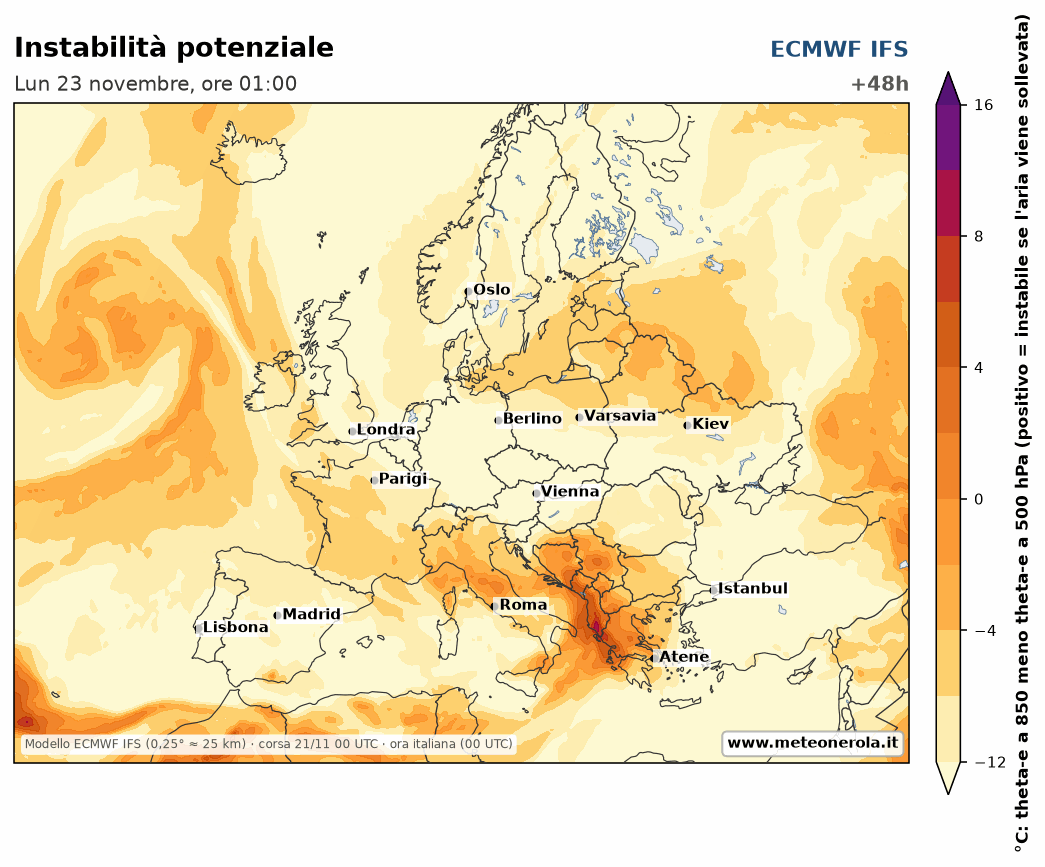 Instabilità potenziale
ECMWF IFS
Lun 23 novembre, ore 01:00
+48h
Oslo
Berlino
Varsavia
Kiev
Londra
Parigi
Vienna
Istanbul
Roma
Madrid
Lisbona
Atene
Modello ECMWF IFS (0,25° ≈ 25 km) · corsa 21/11 00 UTC · ora italiana (00 UTC)
www.meteonerola.it
16
8
4
0
−4
−12
°C: theta-e a 850 meno theta-e a 500 hPa (positivo = instabile se l'aria viene sollevata)